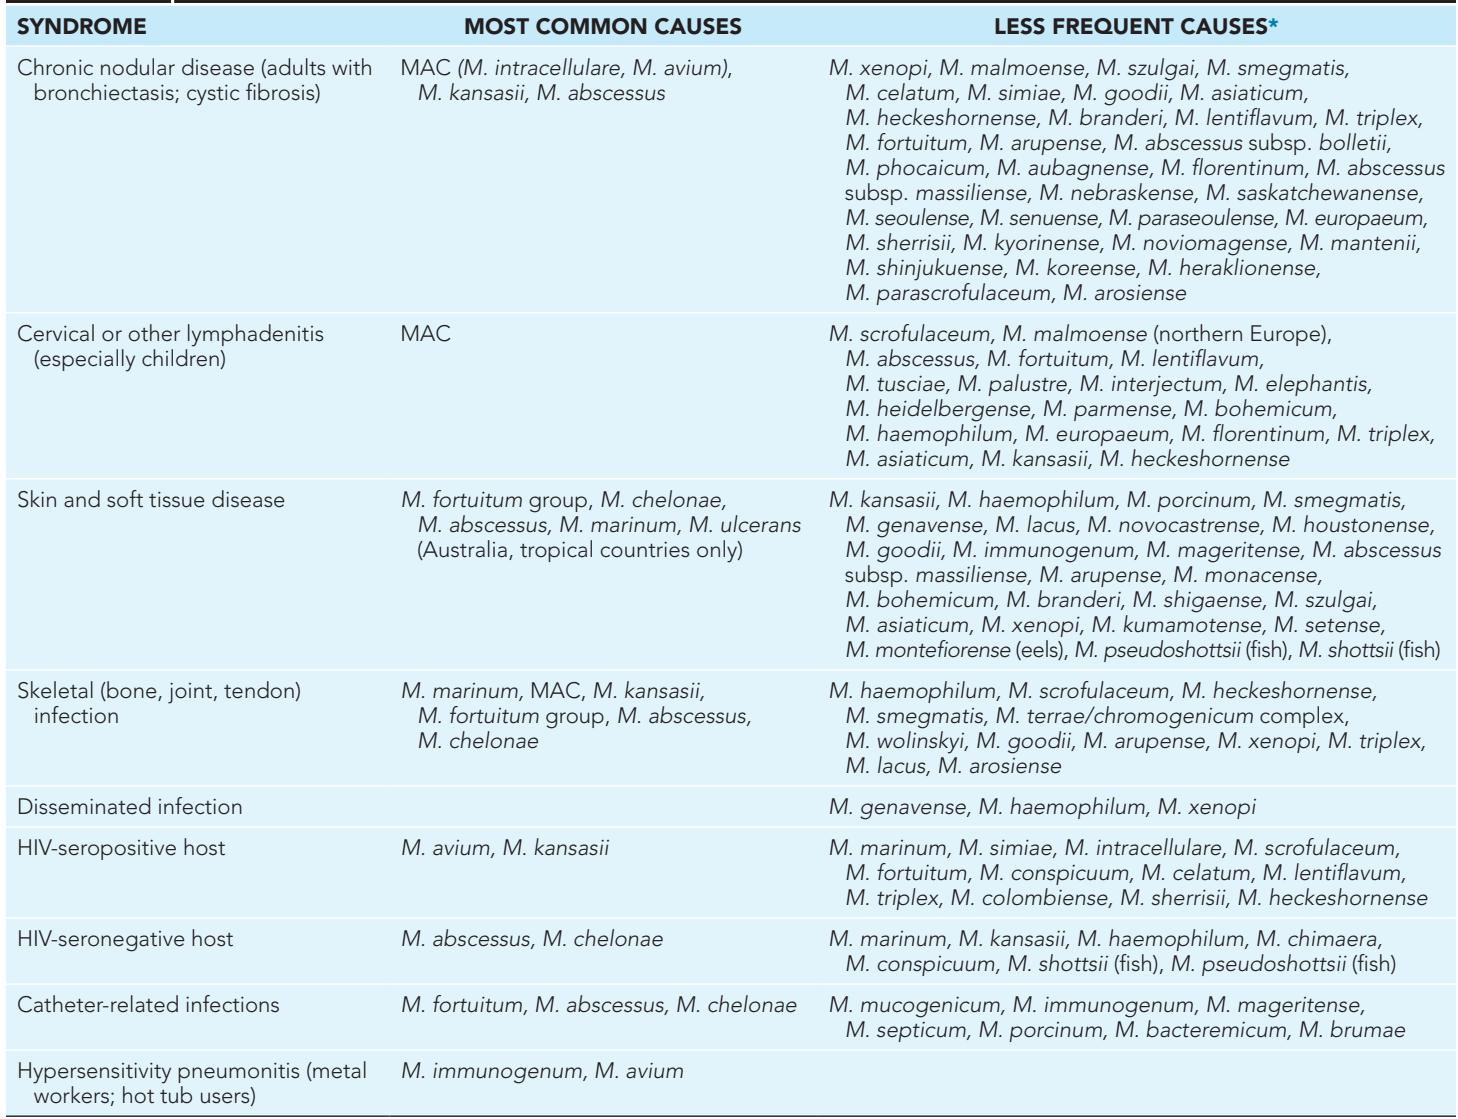 SYNDROME MOST COMMON CAUSES LESS FREQUENT CAUSES*
Chronic nodular disease (adults with
bronchiectasis; cystic fibrosis)
MAC (M. intracellulare, M. avium),
M. kansasii, M. abscessus
M. xenopi, M. malmoense, M. szulgai, M. smegmatis,
M. celatum, M. simiae, M. goodii, M. asiaticum,
M. heckeshornense, M. branderi, M. lentiflavum, M. triplex,
M. fortuitum, M. arupense, M. abscessus subsp. bolletii,
M. phocaicum, M. aubagnense, M. florentinum, M. abscessus
subsp. massiliense, M. nebraskense, M. saskatchewanense,
M. seoulense, M. senuense, M. paraseoulense, M. europaeum,
M. sherrisii, M. kyorinense, M. noviomagense, M. mantenii,
M. shinjukuense, M. koreense, M. heraklionense,
M. parascrofulaceum, M. arosiense
Cervical or other lymphadenitis
(especially children)
MAC
M. scrofulaceum, M. malmoense (northern Europe),
M. abscessus, M. fortuitum, M. lentiflavum,
M. tusciae, M. palustre, M. interjectum, M. elephantis,
M. heidelbergense, M. parmense, M. bohemicum,
M. haemophilum, M. europaeum, M. florentinum, M. triplex,
M. asiaticum, M. kansasii, M. heckeshornense
Skin and soft tissue disease
M. fortuitum group, M. chelonae,
M. abscessus, M. marinum, M. ulcerans
(Australia, tropical countries only)
M. kansasii, M. haemophilum, M. porcinum, M. smegmatis,
M. genavense, M. lacus, M. novocastrense, M. houstonense,
M. goodii, M. immunogenum, M. mageritense, M. abscessus
subsp. massiliense, M. arupense, M. monacense,
M. bohemicum, M. branderi, M. shigaense, M. szulgai,
M. asiaticum, M. xenopi, M. kumamotense, M. setense,
M. montefiorense (eels), M. pseudoshottsii (fish), M. shottsii (fish)
Skeletal (bone, joint, tendon)
infection
M. marinum, MAC, M. kansasii,
M. fortuitum group, M. abscessus,
M. chelonae
M. haemophilum, M. scrofulaceum, M. heckeshornense,
M. smegmatis, M. terrae/chromogenicum complex,
M. wolinskyi, M. goodii, M. arupense, M. xenopi, M. triplex,
M. lacus, M. arosiense
Disseminated infection
M. genavense, M. haemophilum, M. xenopi
HIV-seropositive host
M. avium, M. kansasii
M. marinum, M. simiae, M. intracellulare, M. scrofulaceum,
M. fortuitum, M. conspicuum, M. celatum, M. lentiflavum,
M. triplex, M. colombiense, M. sherrisii, M. heckeshornense
HIV-seronegative host
M. abscessus, M. chelonae
M. marinum, M. kansasii, M. haemophilum, M. chimaera,
M. conspicuum, M. shottsii (fish), M. pseudoshottsii (fish)
Catheter-related infections
M. fortuitum, M. abscessus, M. chelonae
M. mucogenicum, M. immunogenum, M. mageritense,
M. septicum, M. porcinum, M. bacteremicum, M. brumae
Hypersensitivity pneumonitis (metal
workers; hot tub users)
M. immunogenum, M. avium